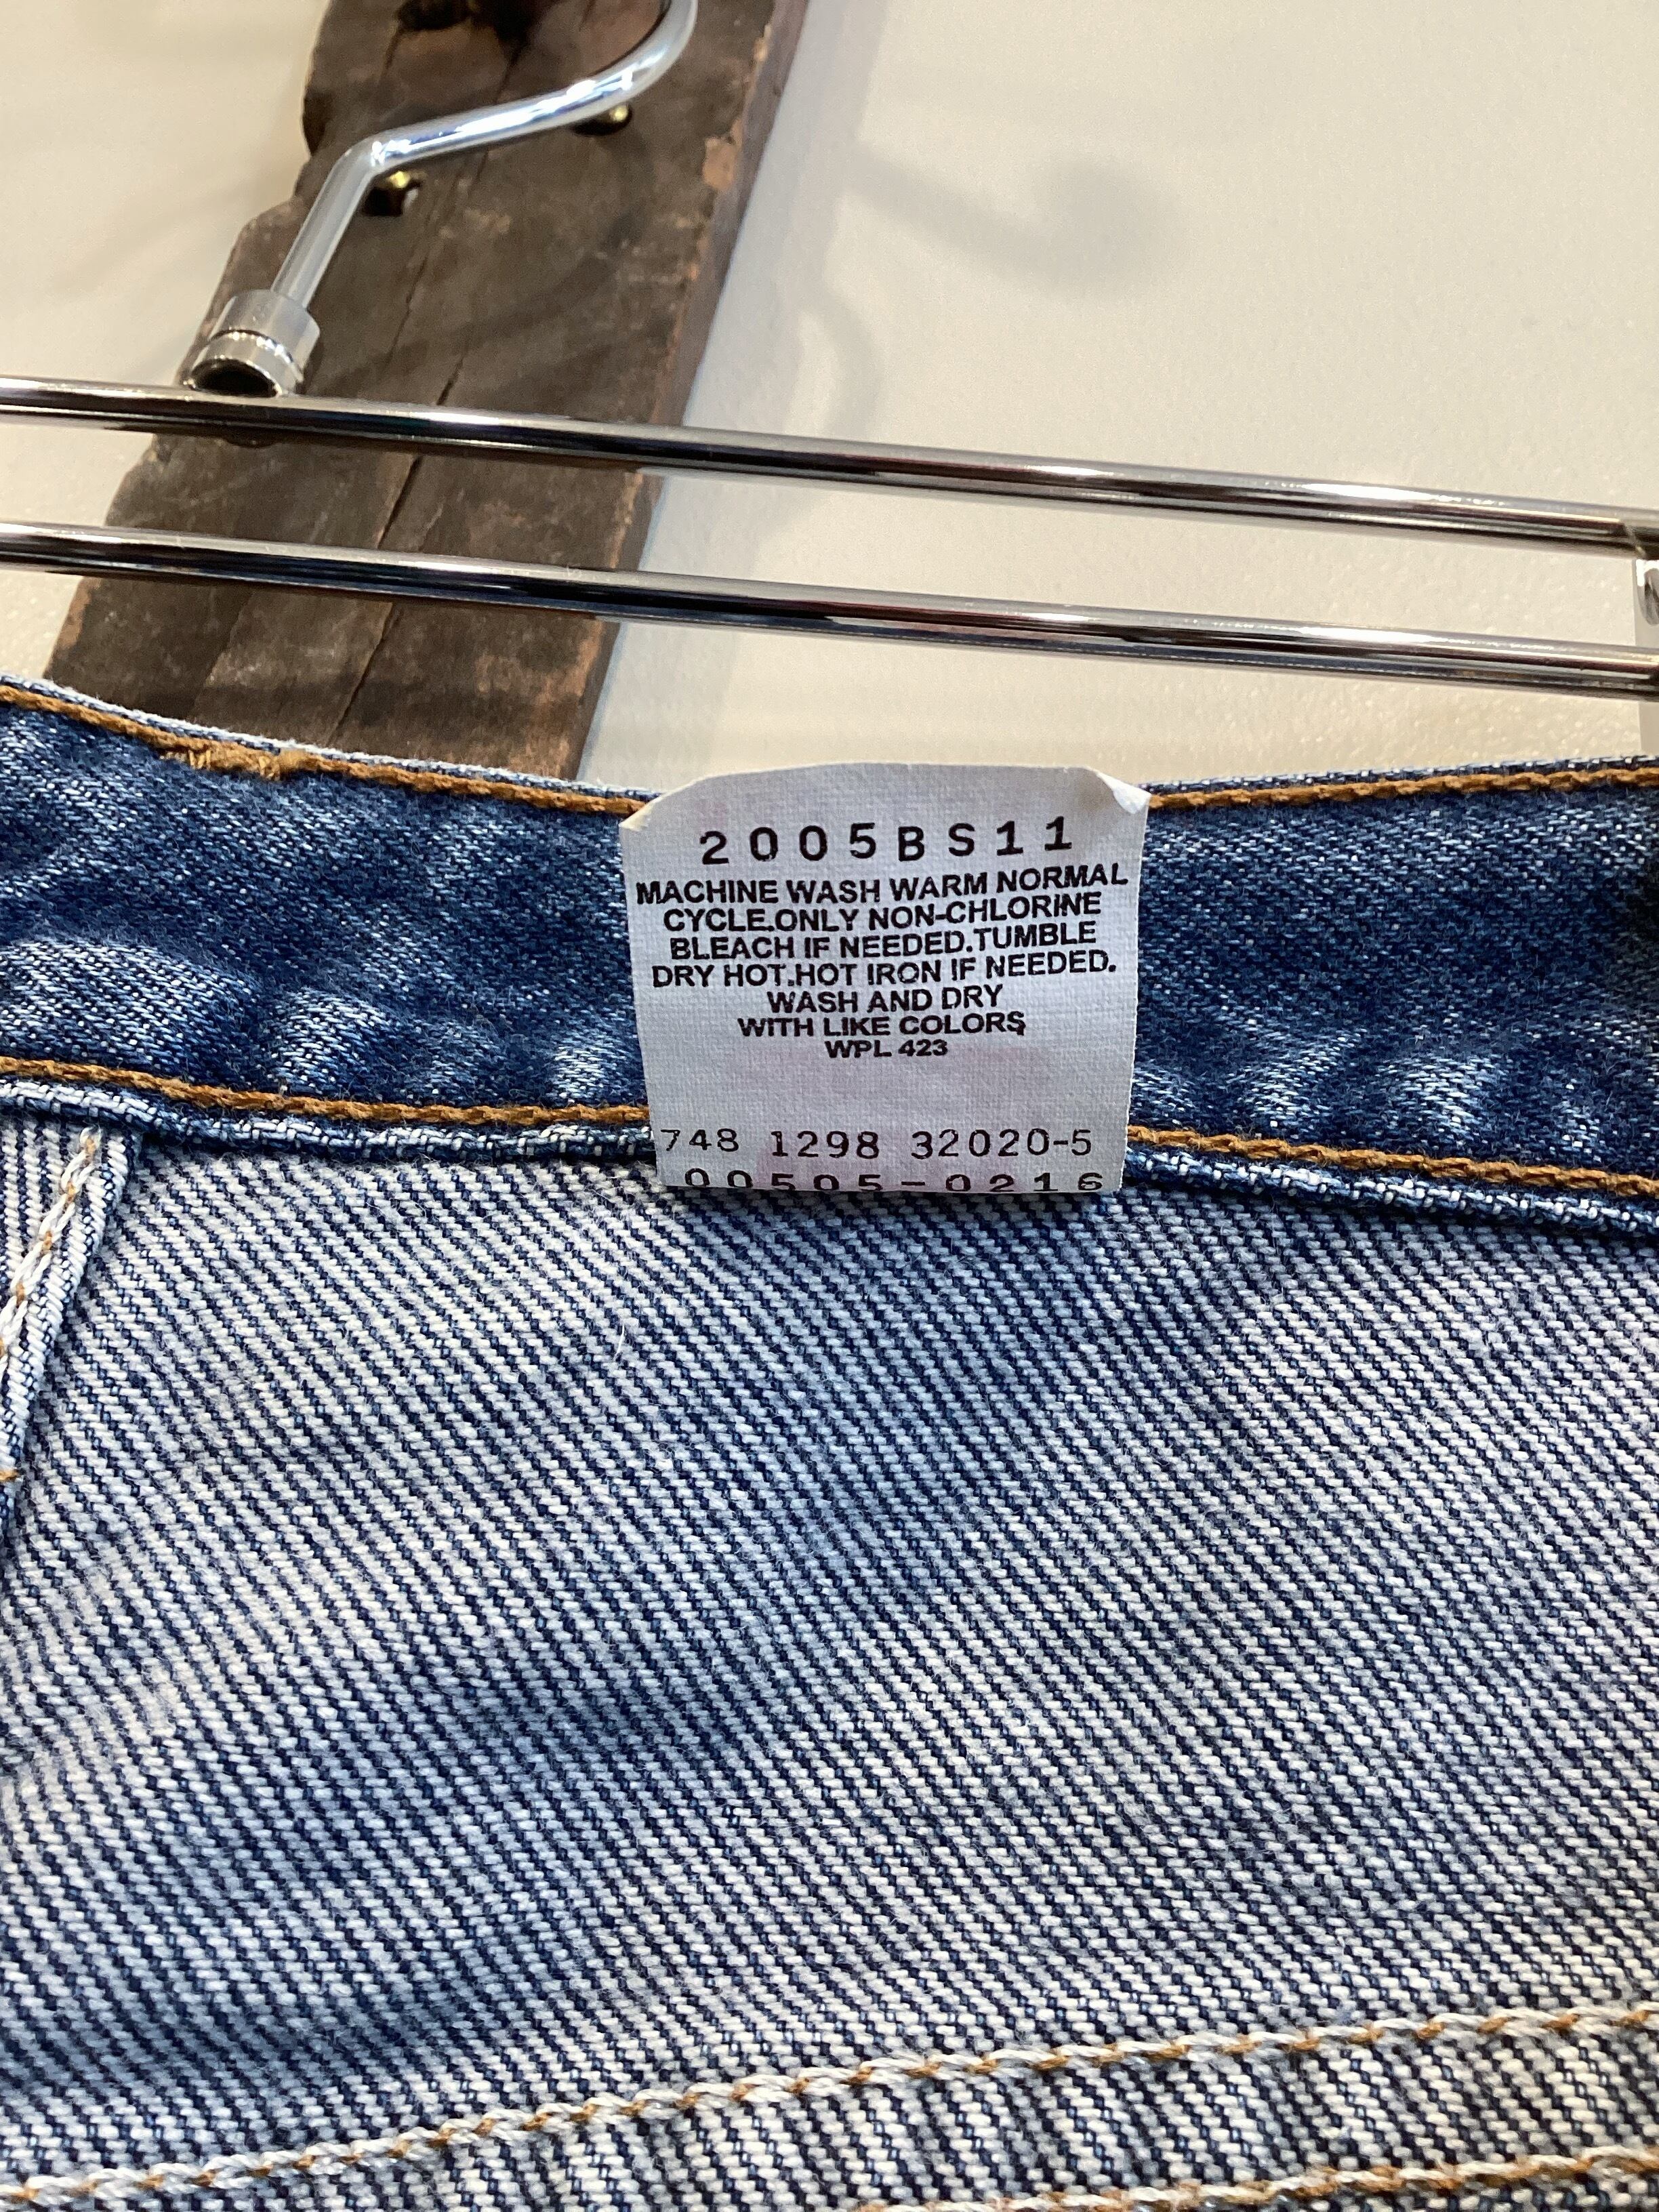 2005BS11
MACHINE WASH WARM NORMAL
CYCLE.ONLY NON-CHLORINE
BLEACH IF NEEDED.TUMBLE
DRY HOT.HOT IRON IF NEEDED.
WASH AND DRY
WITH LIKE COLORS
WPL 423
748 1298 32020-5
00505-0216